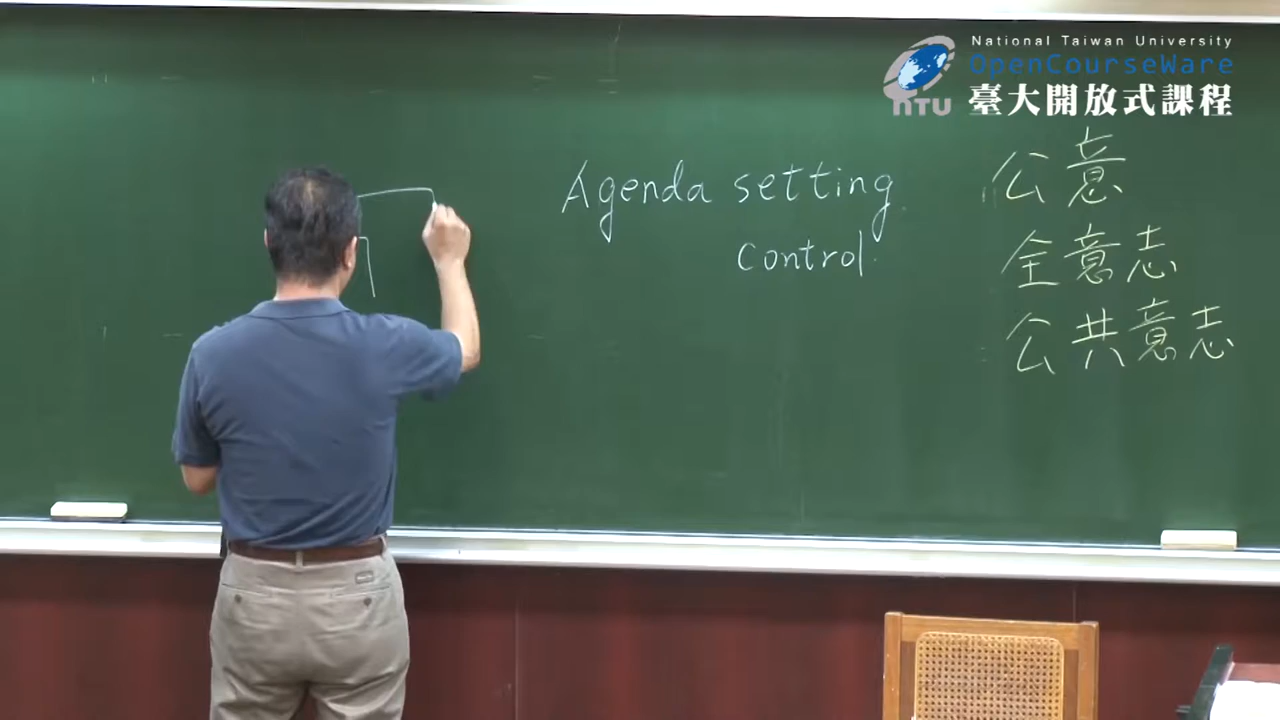 National Taiwan University
OpenCourseWare
NTU
臺大開放式課程
Agenda setting
control.
公意
全意志
公共意志